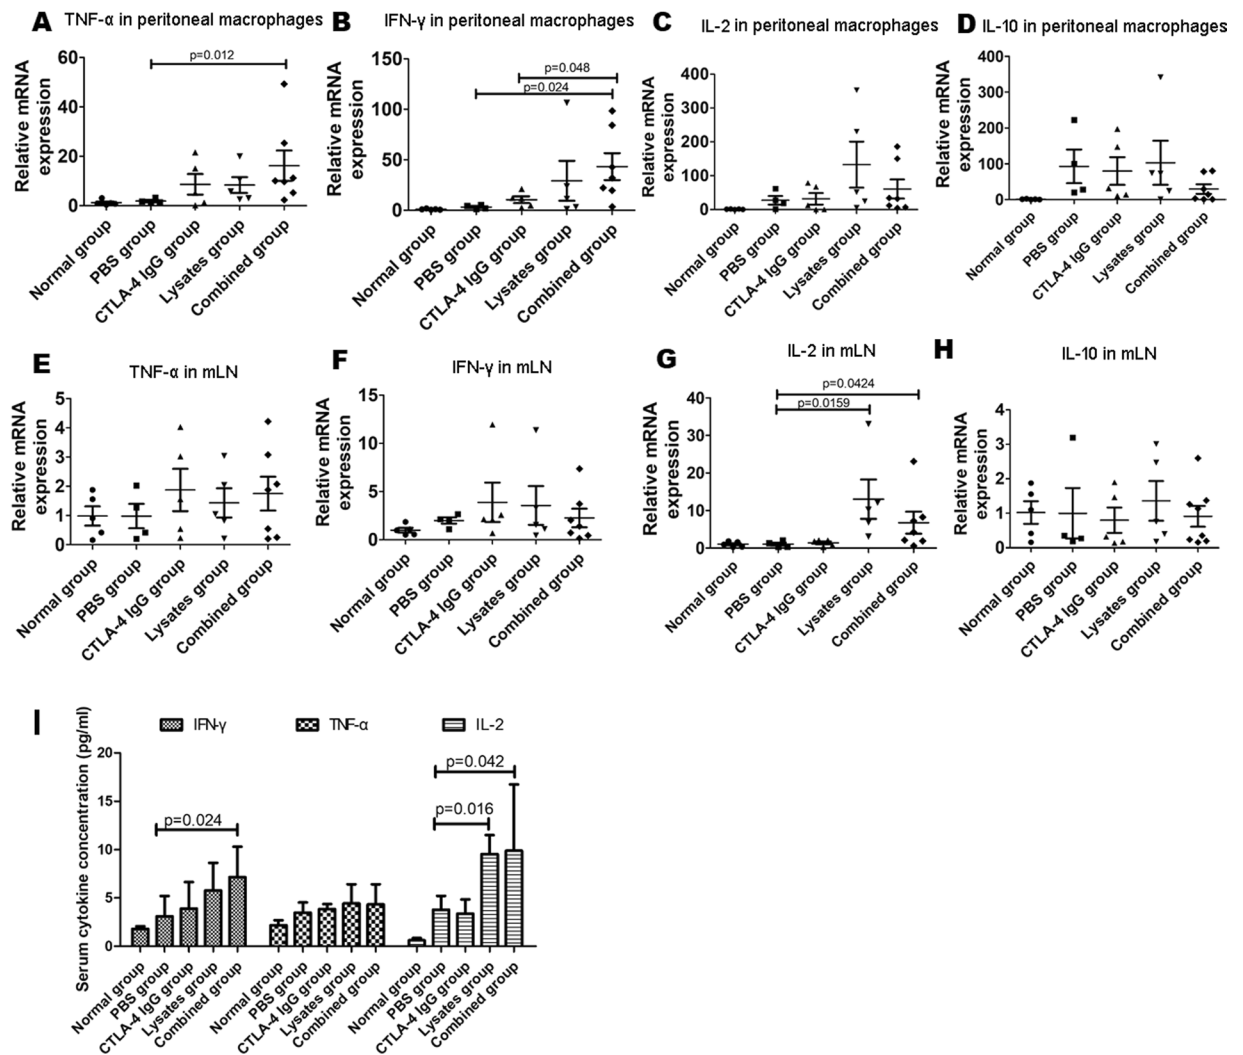 A TNF-α in peritoneal macrophages
Relative mRNA
expression
60
40
20
0
p=0.012
Normal group
PBS group
CTLA-4 IgG group
Lysates group
Combined group
B IFN-γ in peritoneal macrophages
Relative mRNA
expression
150
100
50
0
p=0.048
p=0.024
Normal group
PBS group
CTLA-4 IgG group
Lysates group
Combined group
C IL-2 in peritoneal macrophages
Relative mRNA
expression
400
300
200
100
0
Normal group
PBS group
CTLA-4 IgG group
Lysates group
Combined group
D IL-10 in peritoneal macrophages
Relative mRNA
expression
400
300
200
100
0
Normal group
PBS group
CTLA-4 IgG group
Lysates group
Combined group
E TNF-α in mLN
Relative mRNA
expression
5
4
3
2
1
0
Normal group
PBS group
CTLA-4 IgG group
Lysates group
Combined group
F IFN-γ in mLN
Relative mRNA
expression
15
10
5
0
Normal group
PBS group
CTLA-4 IgG group
Lysates group
Combined group
G IL-2 in mLN
Relative mRNA
expression
40
30
20
10
0
p=0.0424
p=0.0159
Normal group
PBS group
CTLA-4 IgG group
Lysates group
Combined group
H IL-10 in mLN
Relative mRNA
expression
4
3
2
1
0
Normal group
PBS group
CTLA-4 IgG group
Lysates group
Combined group
I
Serum cytokine concentration (pg/ml)
IFN-γ TNF-α IL-2
20
15
10
5
0
p=0.024
p=0.042
p=0.016
Normal group
PBS group
CTLA-4 IgG group
Lysates group
Combined group
Normal group
PBS group
CTLA-4 IgG group
Lysates group
Combined group
Normal group
PBS group
CTLA-4 IgG group
Lysates group
Combined group